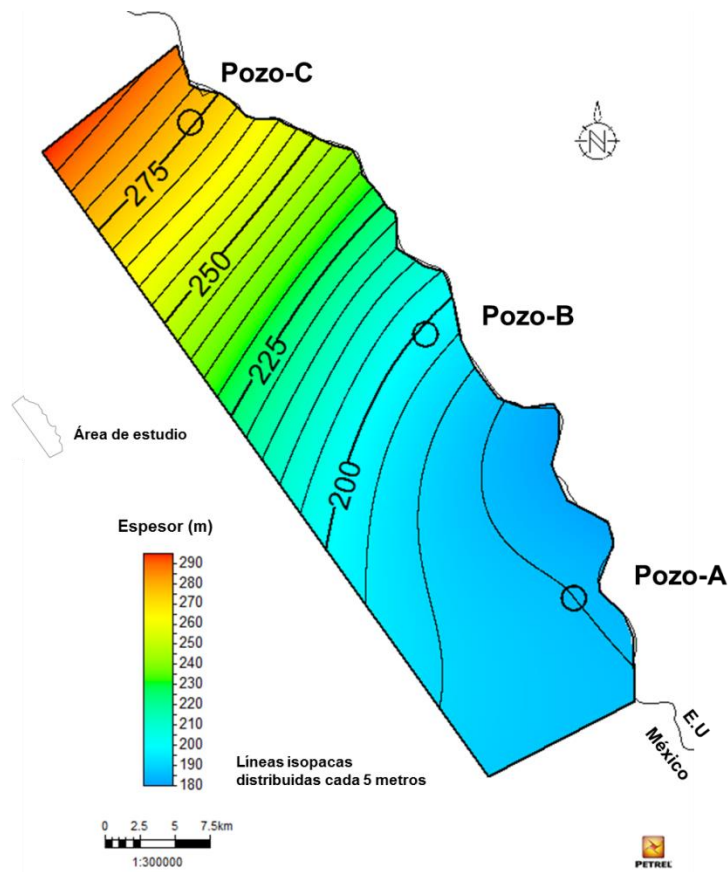 Pozo-C
N
275
250
Pozo-B
225
Área de estudio
200
Espesor (m)
290
280
270
260
250
240
230
220
210
200
190
180
Pozo-A
E.U
México
Líneas isopacas
distribuidas cada 5 metros
0 2.5 5 7.5km
1:300000
PETREL